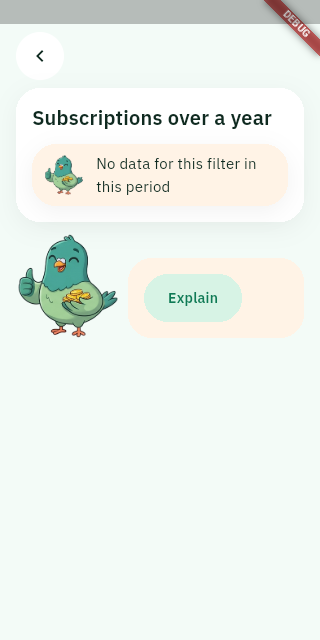 DEBUG
Subscriptions over a year
No data for this filter in
this period
Explain